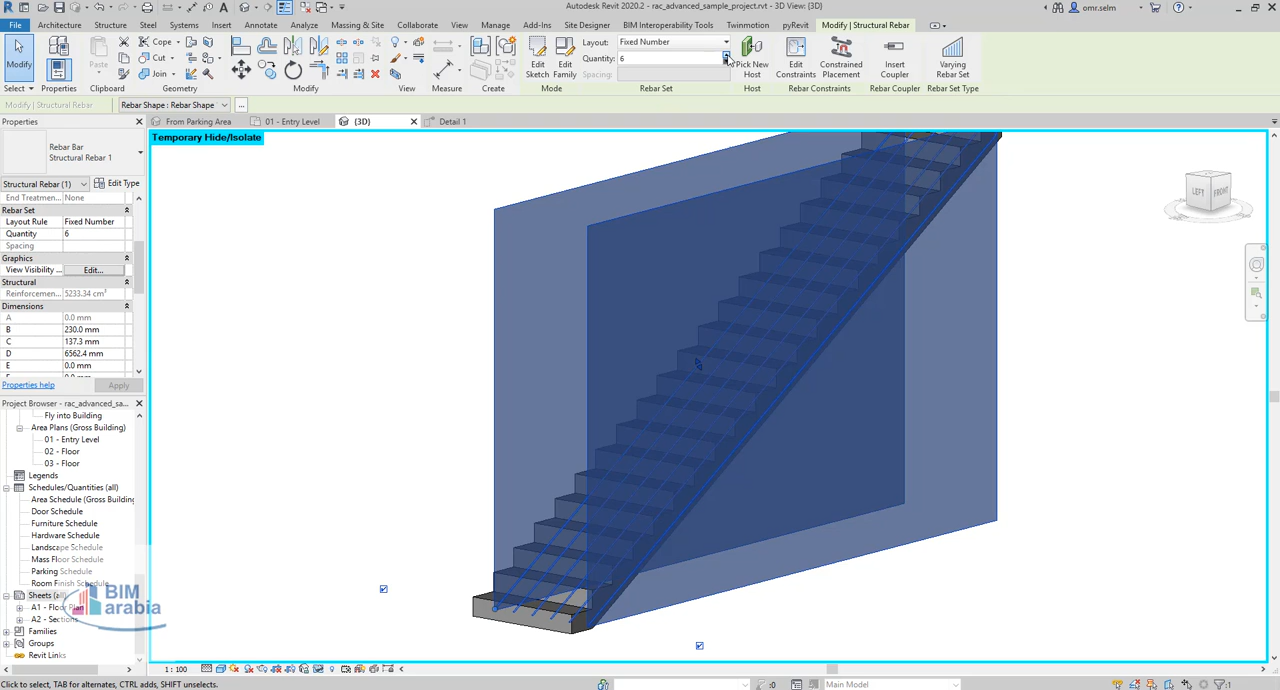 Autodesk Revit 2020.2 - rac_advanced_sample_project.rvt - 3D View: {3D}
omr.selm
File
Architecture
Structure
Steel
Systems
Insert
Annotate
Analyze
Massing & Site
Collaborate
View
Manage
Add-Ins
Site Designer
BIM Interoperability Tools
Twinmotion
pyRevit
Modify | Structural Rebar
Modify
Paste
Cope
Cut
Join
Edit Sketch
Edit Family
Layout: Fixed Number
Quantity: 6
Spacing:
Pick New Host
Edit Constraints
Constrained Placement
Insert Coupler
Varying Rebar Set
Select
Properties
Clipboard
Geometry
Modify
View
Measure
Create
Mode
Rebar Set
Host
Rebar Constraints
Rebar Coupler
Rebar Set Type
Modify | Structural Rebar
Rebar Shape : Rebar Shape
...
Properties
From Parking Area
01 - Entry Level
{3D}
Detail 1
Temporary Hide/Isolate
Rebar Bar
Structural Rebar 1
Structural Rebar (1)
Edit Type
End Treatmen... None
Rebar Set
Layout Rule Fixed Number
Quantity 6
Spacing
Graphics
View Visibility ... Edit...
Structural
Reinforcemen... 5233.34 cm³
Dimensions
A 0.0 mm
B 230.0 mm
C 137.3 mm
D 6562.4 mm
E 0.0 mm
Properties help
Apply
Project Browser - rac_advanced_sa...
Fly into Building
Area Plans (Gross Building)
01 - Entry Level
02 - Floor
03 - Floor
Legends
Schedules/Quantities (all)
Area Schedule (Gross Building
Door Schedule
Furniture Schedule
Hardware Schedule
Landscape Schedule
Mass Floor Schedule
Parking Schedule
Room Finish Schedule
Sheets (all)
A1 - Floor Plan
A2 - Sections
Families
Groups
Revit Links
BIM
arabia
LEFT
FRONT
1 : 100
Click to select, TAB for alternates, CTRL adds, SHIFT unselects.
:0
Main Model
:1